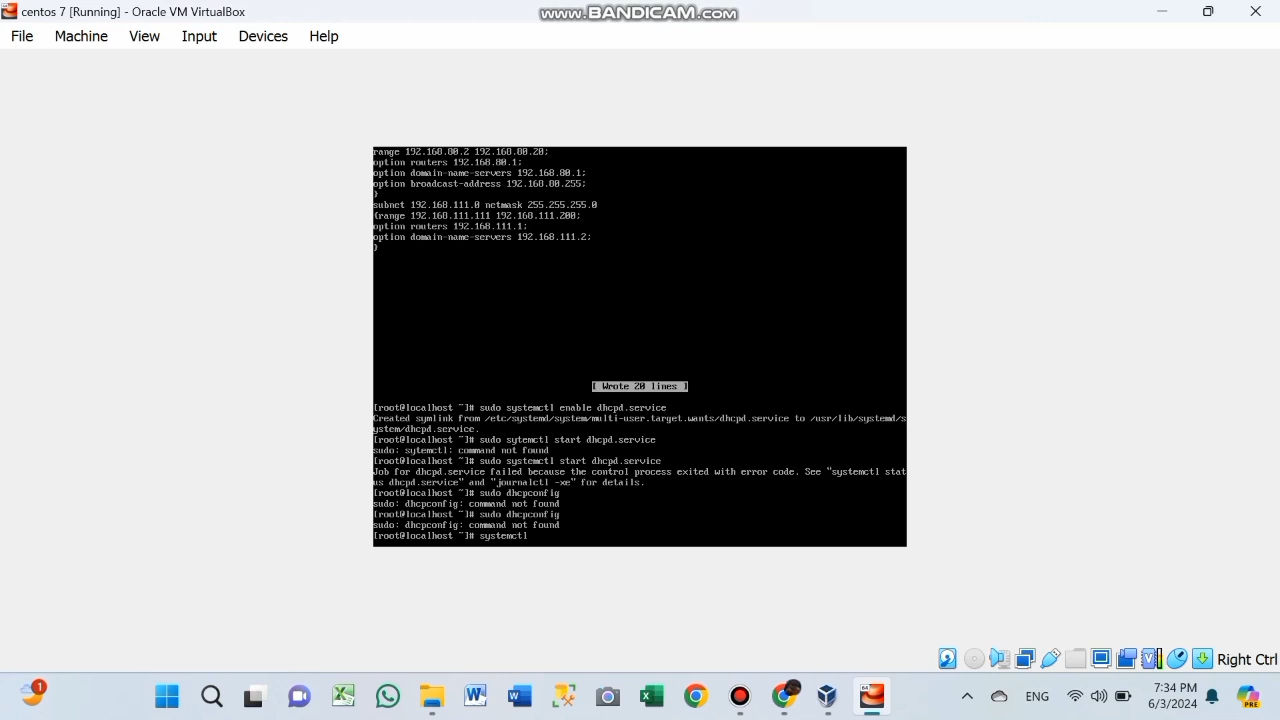 centos 7 [Running] - Oracle VM VirtualBox
www.BANDICAM.com
File Machine View Input Devices Help
range 192.168.80.2 192.168.80.20;
option routers 192.168.80.1;
option domain-name-servers 192.168.80.1;
option broadcast-address 192.168.80.255;
}
subnet 192.168.111.0 netmask 255.255.255.0
{range 192.168.111.111 192.168.111.200;
option routers 192.168.111.1;
option domain-name-servers 192.168.111.2;
}
[ Wrote 20 lines ]
[root@localhost ~]# sudo systemctl enable dhcpd.service
Created symlink from /etc/systemd/system/multi-user.target.wants/dhcpd.service to /usr/lib/systemd/s
ystem/dhcpd.service.
[root@localhost ~]# sudo sytemctl start dhcpd.service
sudo: sytemctl: command not found
[root@localhost ~]# sudo systemctl start dhcpd.service
Job for dhcpd.service failed because the control process exited with error code. See "systemctl stat
us dhcpd.service" and "journalctl -xe" for details.
[root@localhost ~]# sudo dhcpconfig
sudo: dhcpconfig: command not found
[root@localhost ~]# sudo dhcpconfig
sudo: dhcpconfig: command not found
[root@localhost ~]# systemctl
Right Ctrl
1
64
ENG
7:34 PM
6/3/2024
PRE